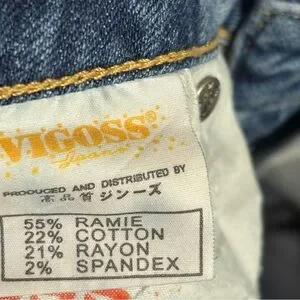 VIGOSS®
Jeans
PRODUCED AND DISTRIBUTED BY
高品質ジンーズ
55% RAMIE
22% COTTON
21% RAYON
2% SPANDEX